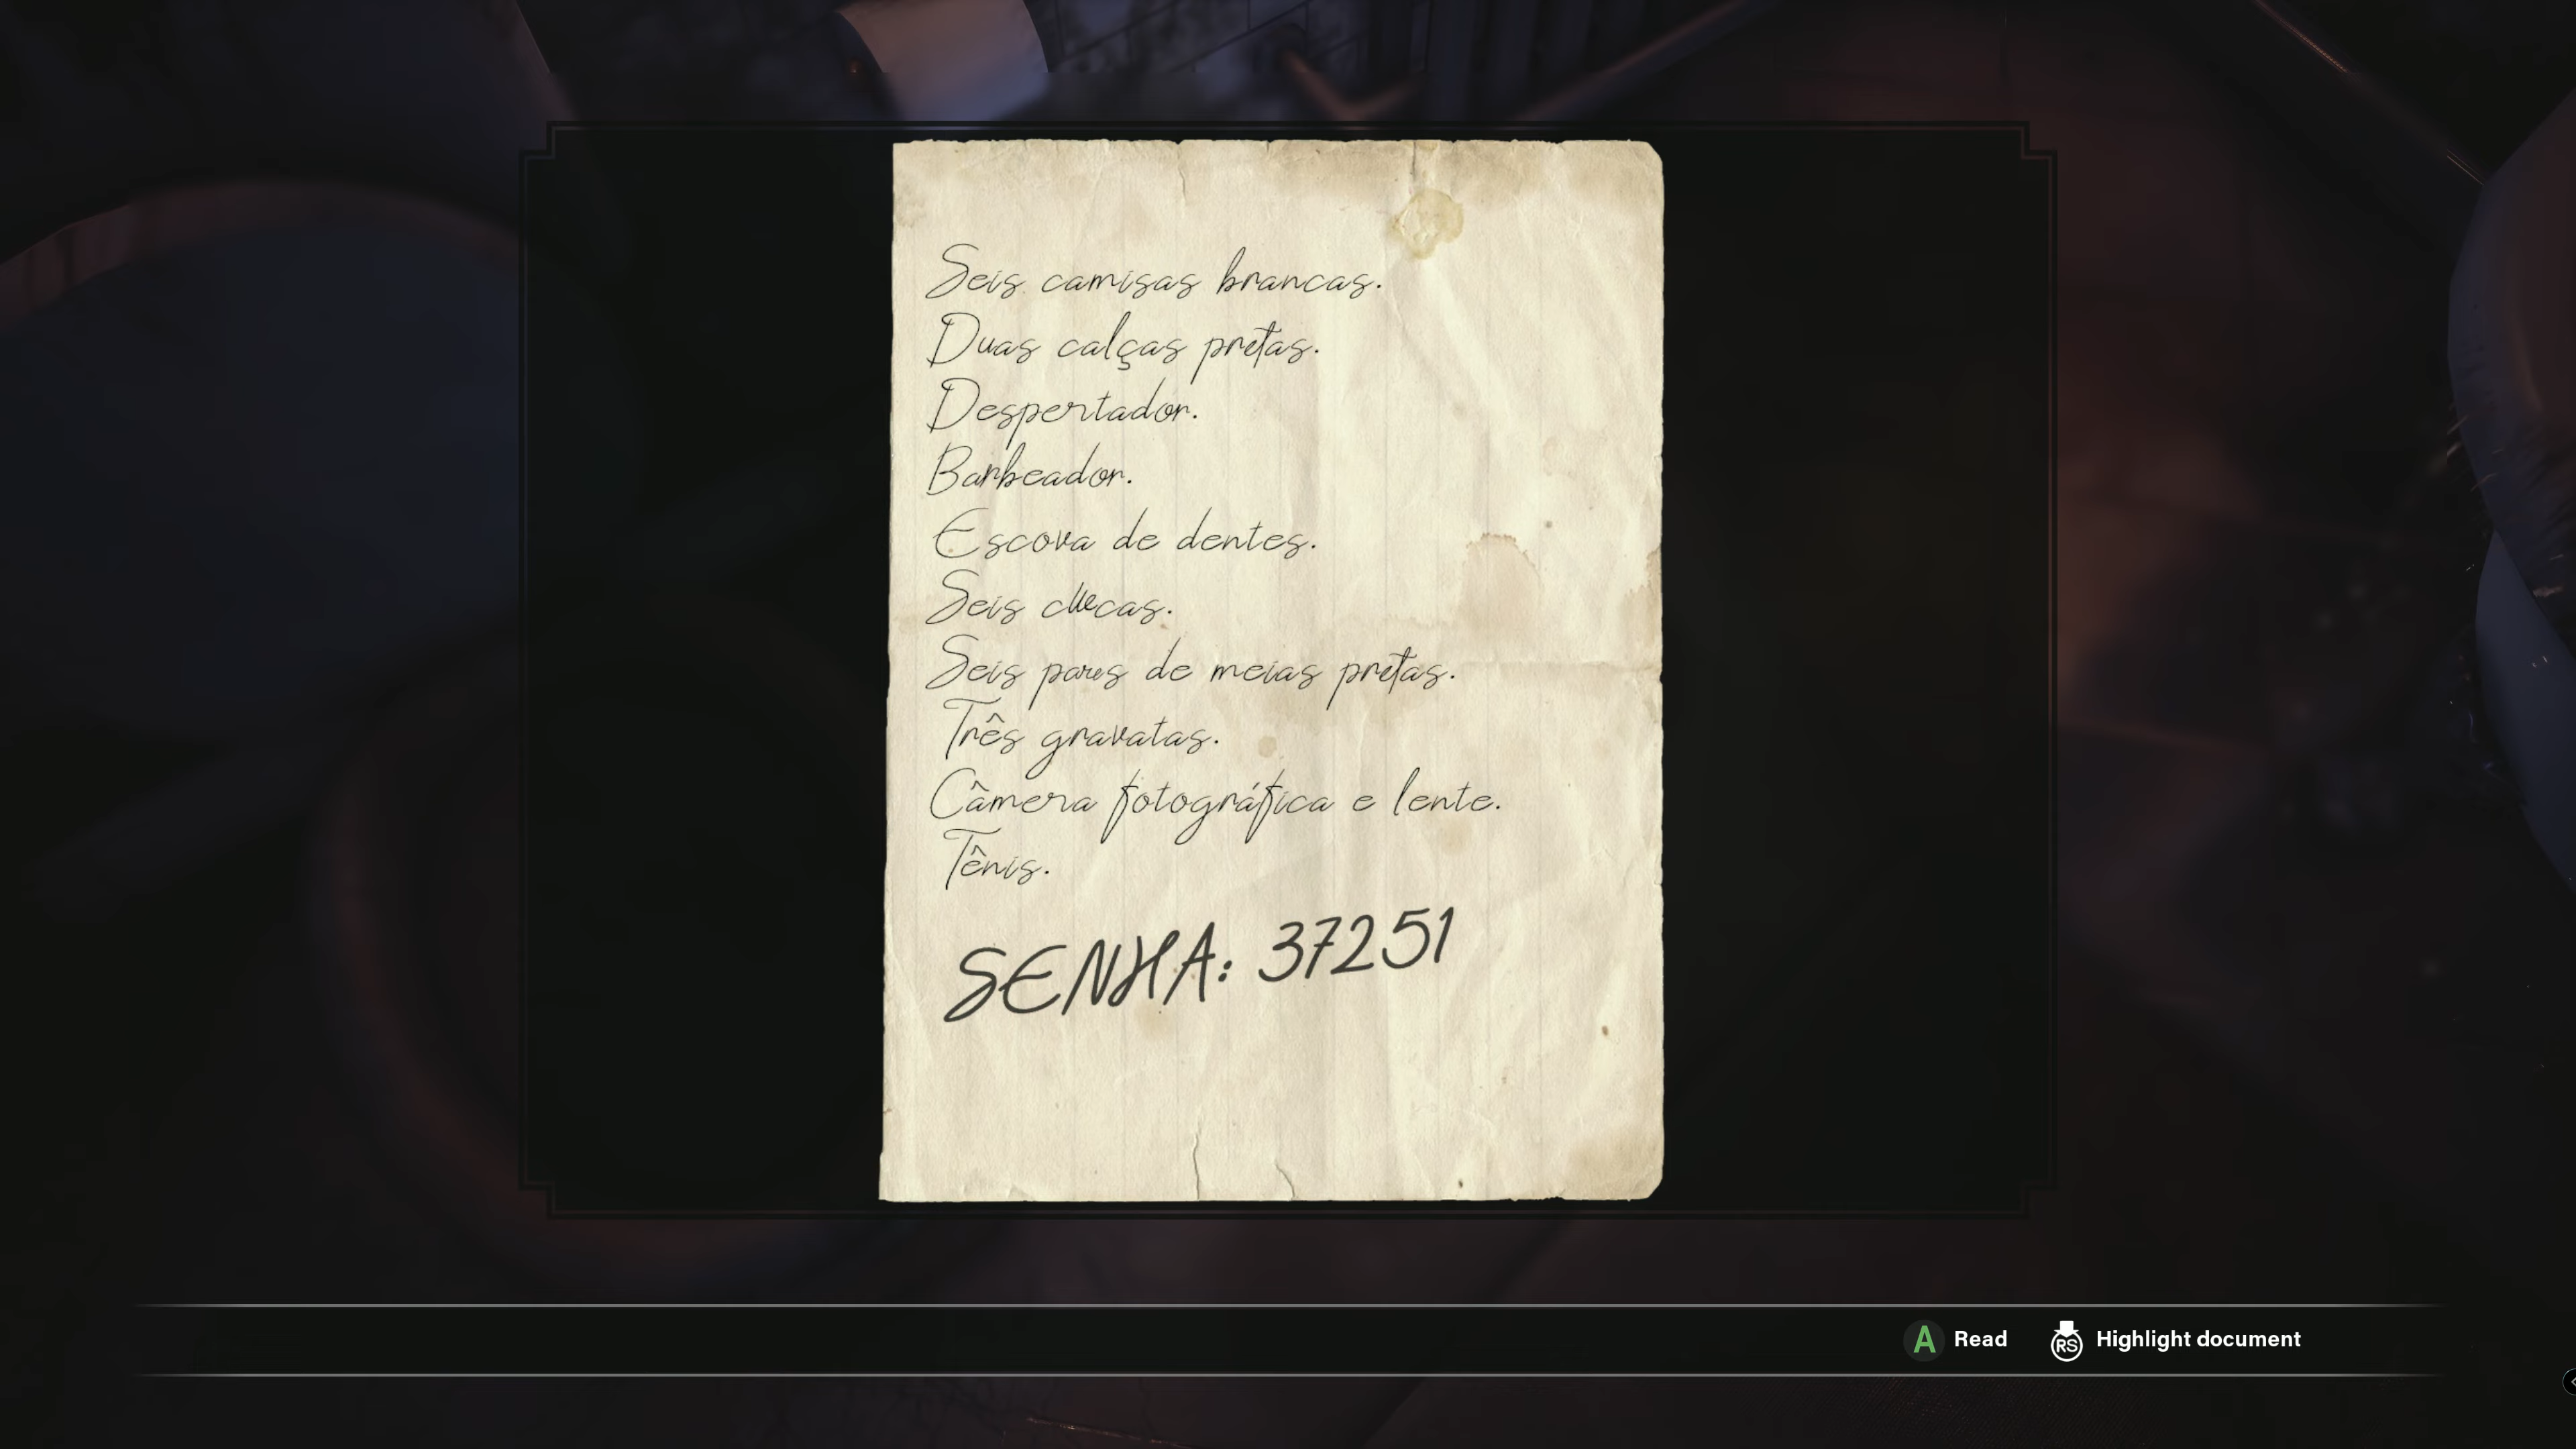 Seis camisas brancas.
Duas calças pretas.
Despertador.
Barbeador.
Escova de dentes.
Seis cuecas.
Seis pares de meias pretas.
Três gravatas.
Câmera fotográfica e lente.
Tênis.
SENHA: 37251
A Read RS Highlight document